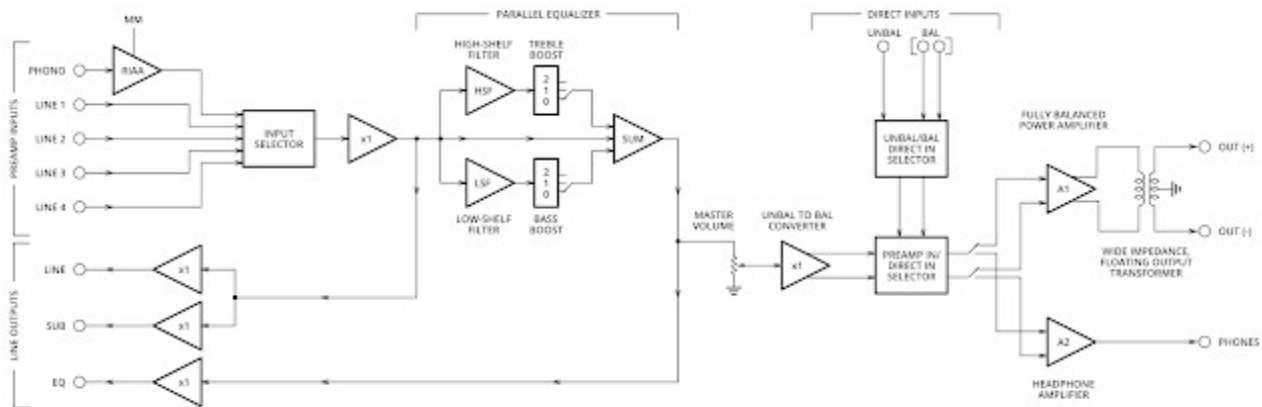 PARALLEL EQUALIZER
DIRECT INPUTS
MM
UNBAL
BAL
HIGH-SHELF
FILTER
TREBLE
BOOST
PREAMP INPUTS
PHONO
RIAA
HSF
2
1
0
LINE 1
LINE 2
LINE 3
LINE 4
INPUT
SELECTOR
x1
SUM
UNBAL/BAL
DIRECT IN
SELECTOR
FULLY BALANCED
POWER AMPLIFIER
OUT (+)
A1
LSF
2
1
0
LOW-SHELF
FILTER
BASS
BOOST
MASTER
VOLUME
UNBAL TO BAL
CONVERTER
x1
PREAMP IN/
DIRECT IN
SELECTOR
OUT (-)
WIDE IMPEDANCE,
FLOATING OUTPUT
TRANSFORMER
LINE OUTPUTS
LINE
x1
SUB
x1
EQ
x1
A2
PHONES
HEADPHONE
AMPLIFIER